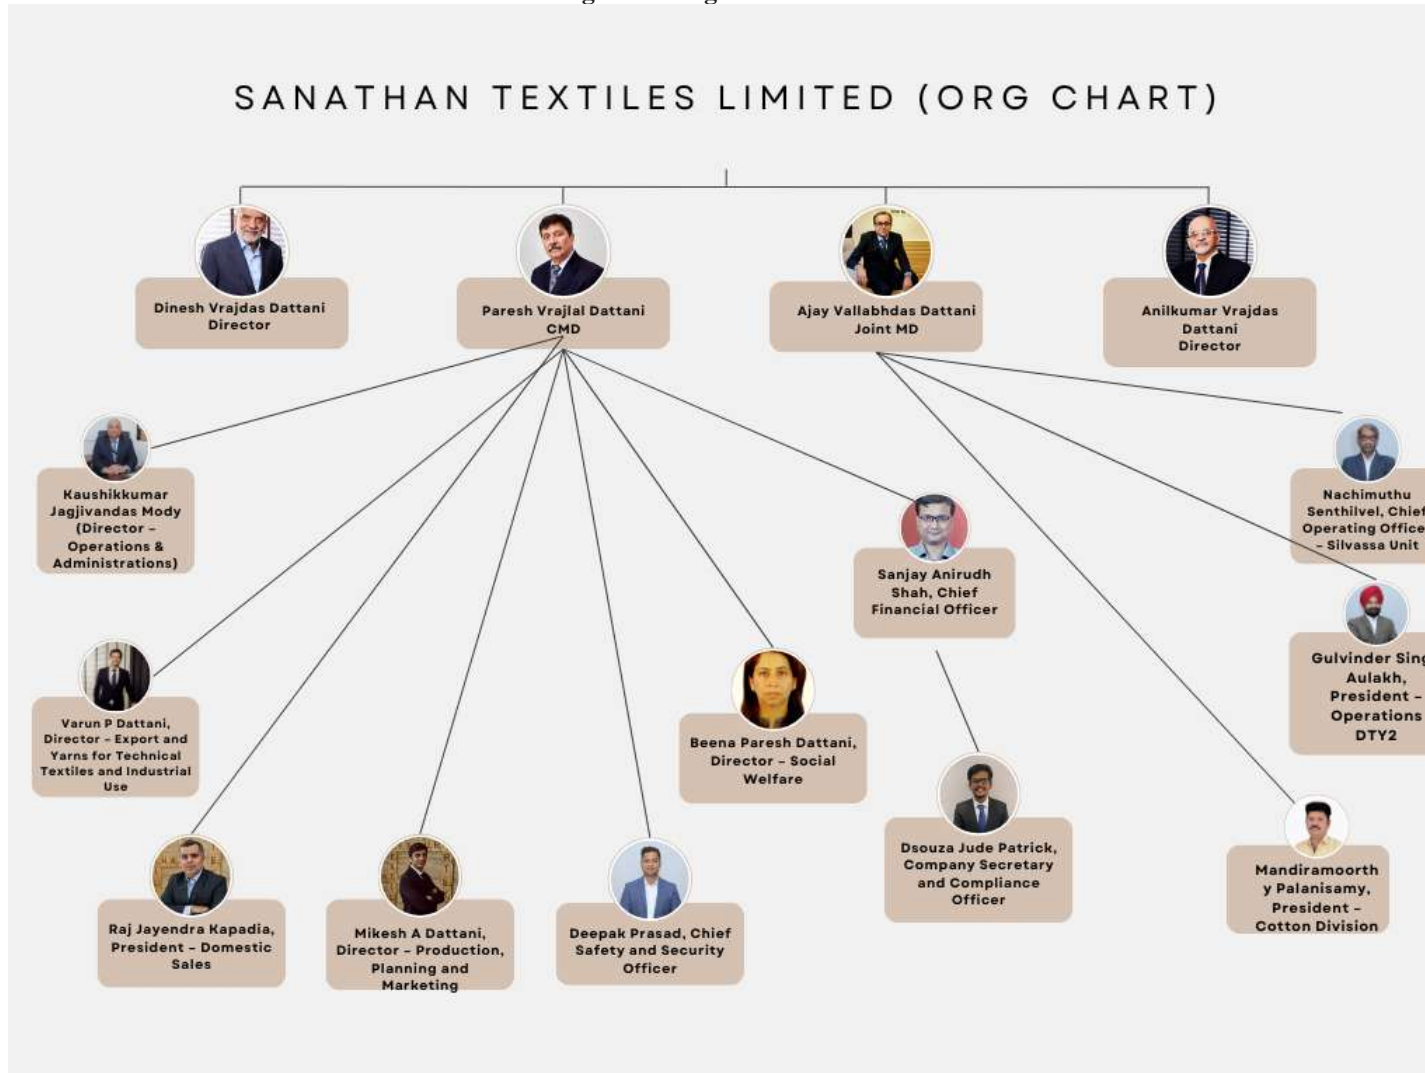 SANATHAN TEXTILES LIMITED (ORG CHART)
Dinesh Vrajdas Dattani
Director
Paresh Vrajlal Dattani
CMD
Ajay Vallabhdas Dattani
Joint MD
Anilkumar Vrajdas
Dattani
Director
Kaushikkumar
Jagjivandas Mody
(Director –
Operations &
Administrations)
Nachimuthu
Senthilvel, Chief
Operating Office
– Silvassa Unit
Sanjay Anirudh
Shah, Chief
Financial Officer
Gulvinder Sing
Aulakh,
President –
Operations
DTY2
Varun P Dattani,
Director – Export and
Yarns for Technical
Textiles and Industrial
Use
Beena Paresh Dattani,
Director – Social
Welfare
Dsouza Jude Patrick,
Company Secretary
and Compliance
Officer
Mandiramoorth
y Palanisamy,
President –
Cotton Division
Raj Jayendra Kapadia,
President – Domestic
Sales
Mikesh A Dattani,
Director – Production,
Planning and
Marketing
Deepak Prasad, Chief
Safety and Security
Officer